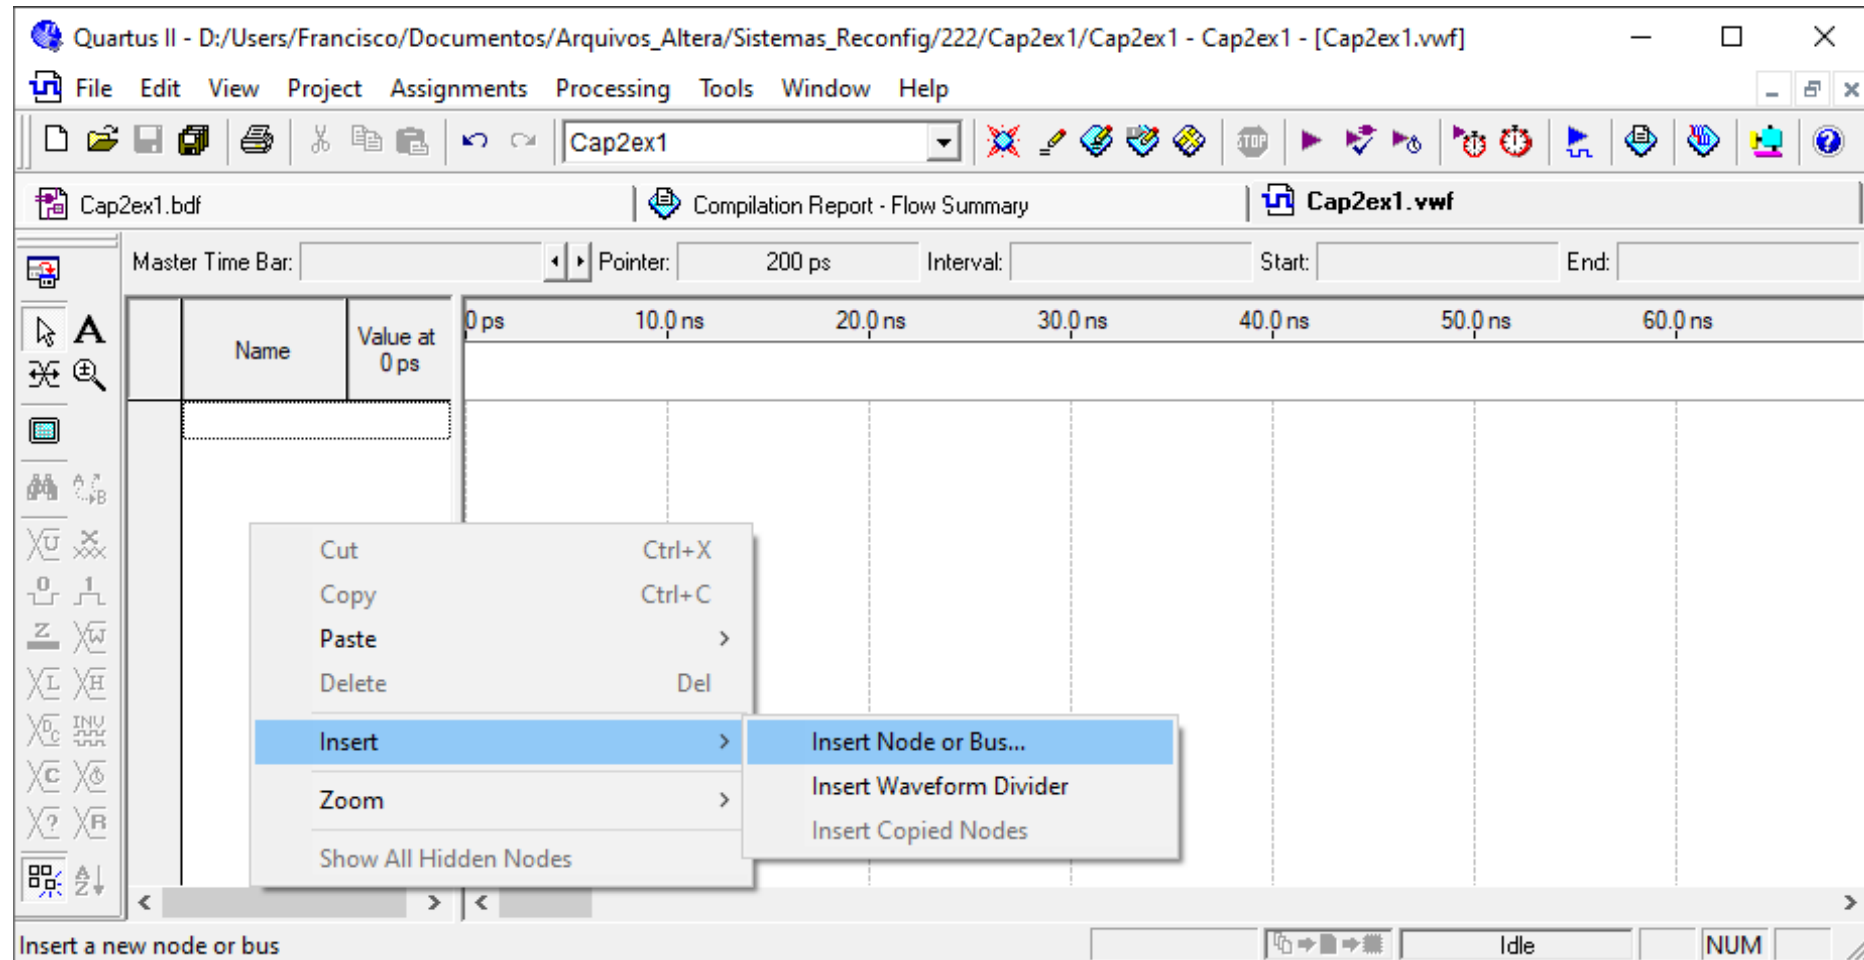 Quartus II - D:/Users/Francisco/Documentos/Arquivos_Altera/Sistemas_Reconfig/222/Cap2ex1/Cap2ex1 - Cap2ex1 - [Cap2ex1.vwf]
File Edit View Project Assignments Processing Tools Window Help
Cap2ex1
STOP
Cap2ex1.bdf
Compilation Report - Flow Summary
Cap2ex1.vwf
Master Time Bar:
Pointer: 200 ps
Interval:
Start:
End:
Name
Value at
0 ps
0 ps 10.0 ns 20.0 ns 30.0 ns 40.0 ns 50.0 ns 60.0 ns
Cut Ctrl+X
Copy Ctrl+C
Paste
Delete Del
Insert
Zoom
Show All Hidden Nodes
Insert Node or Bus...
Insert Waveform Divider
Insert Copied Nodes
Insert a new node or bus
Idle
NUM